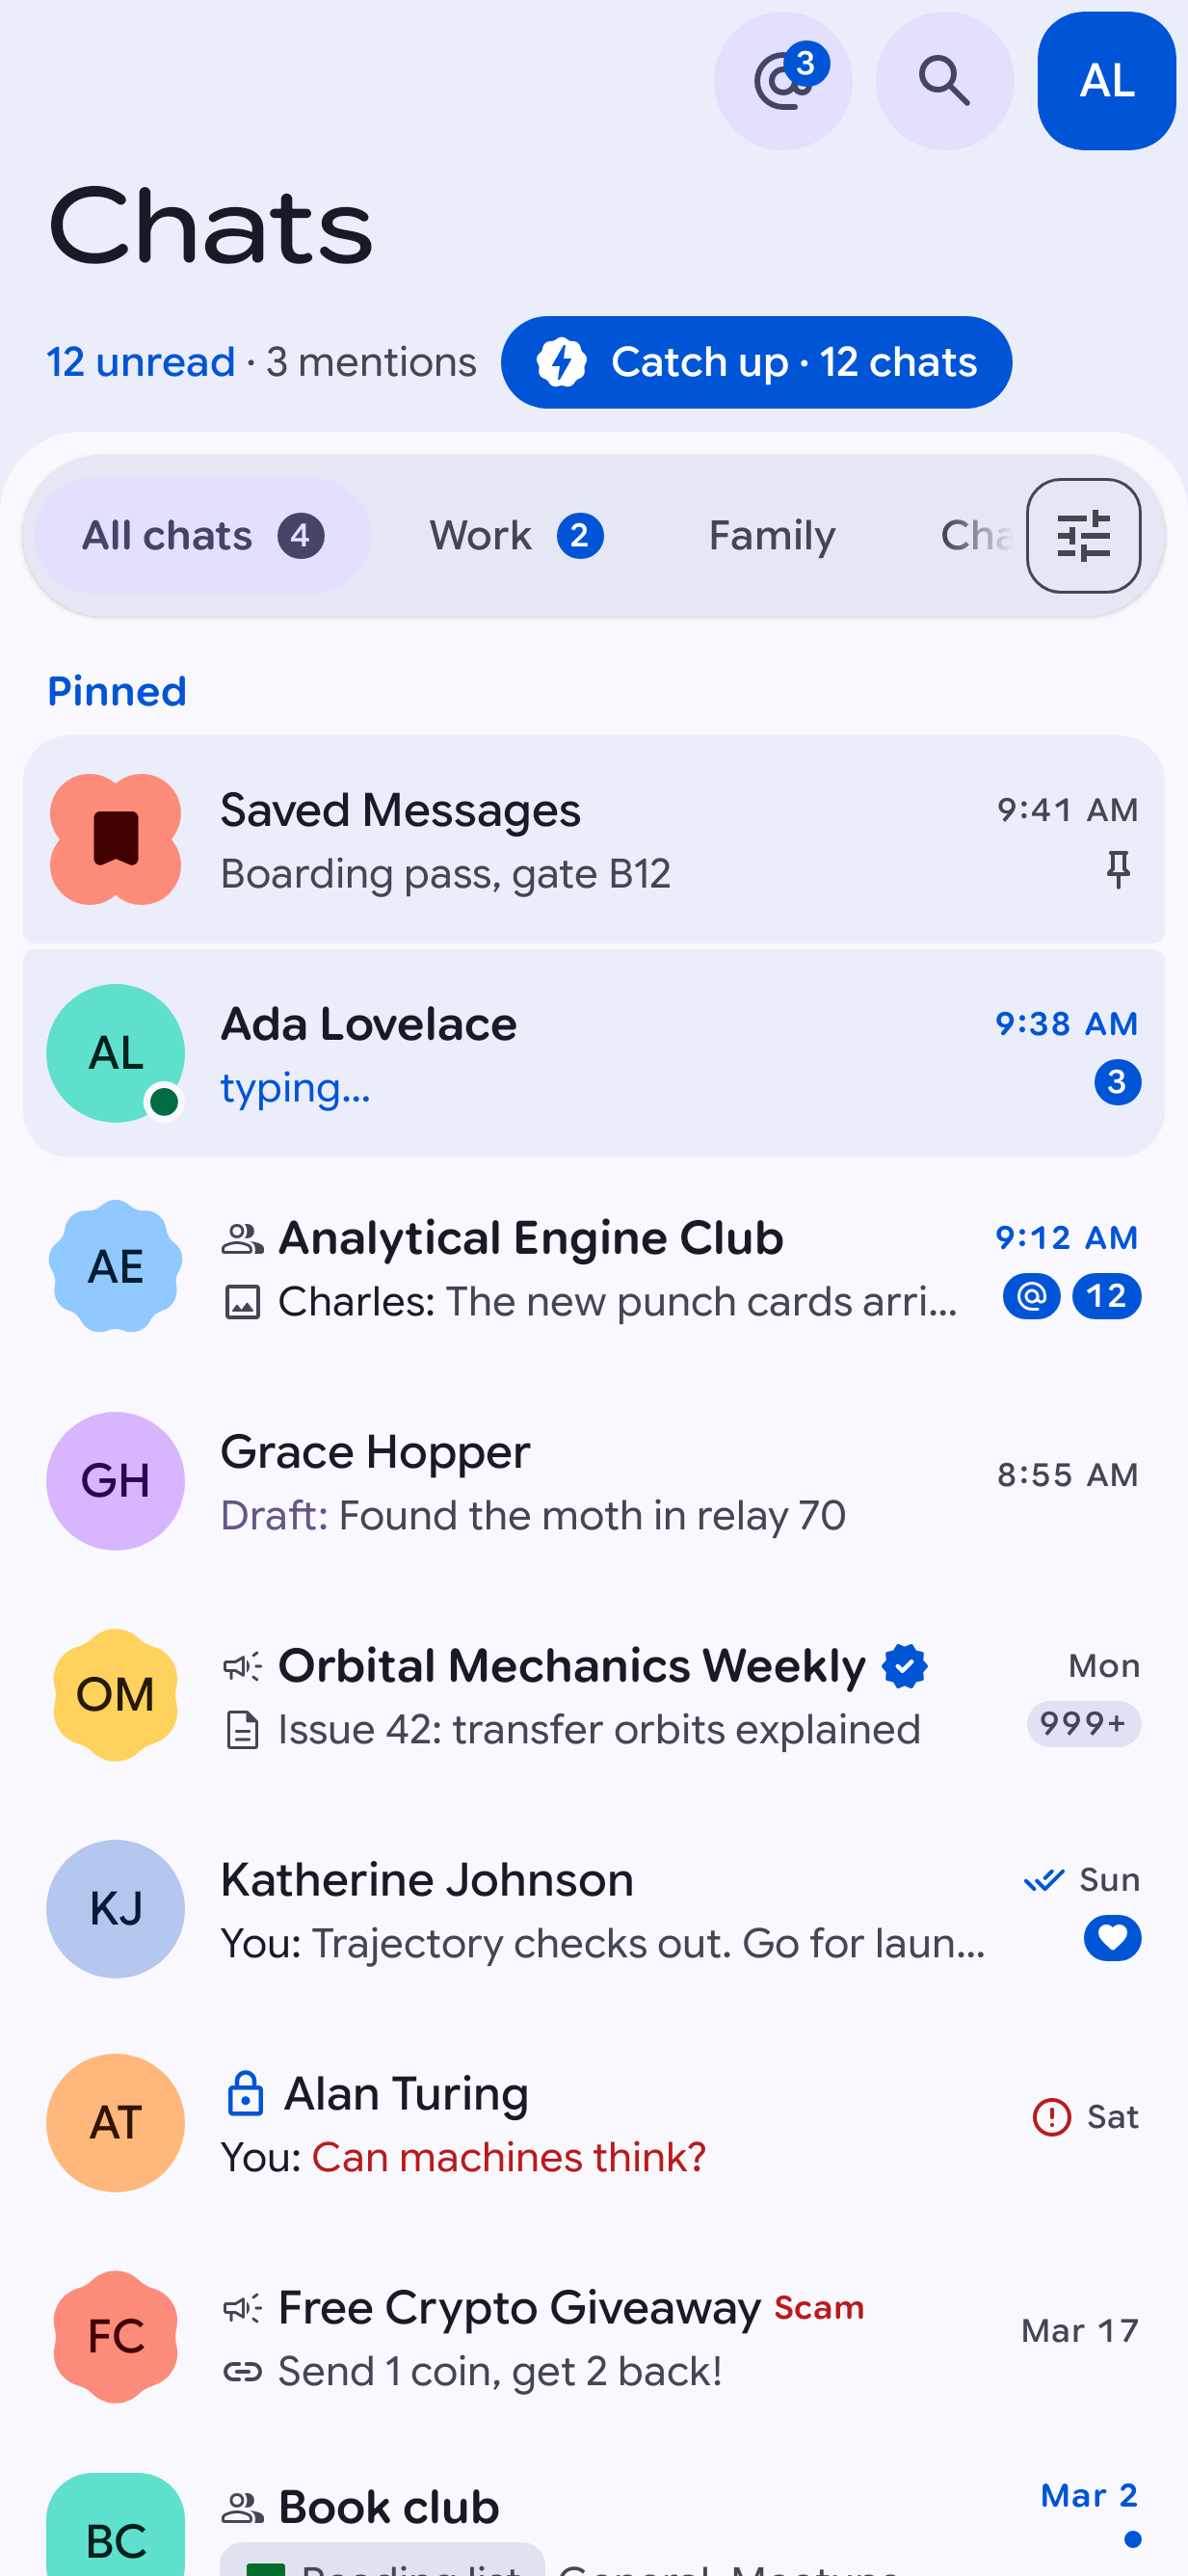 3
AL
Chats
12 unread · 3 mentions
Catch up · 12 chats
All chats 4
Work 2
Family
Cha
Pinned
Saved Messages
9:41 AM
Boarding pass, gate B12
AL
Ada Lovelace
9:38 AM
typing...
3
AE
Analytical Engine Club
9:12 AM
Charles: The new punch cards arri...
@ 12
GH
Grace Hopper
8:55 AM
Draft: Found the moth in relay 70
OM
Orbital Mechanics Weekly
Mon
Issue 42: transfer orbits explained
999+
KJ
Katherine Johnson
Sun
You: Trajectory checks out. Go for laun...
AT
Alan Turing
Sat
You: Can machines think?
FC
Free Crypto Giveaway Scam
Mar 17
Send 1 coin, get 2 back!
BC
Book club
Mar 2
Reading list General, Meetups